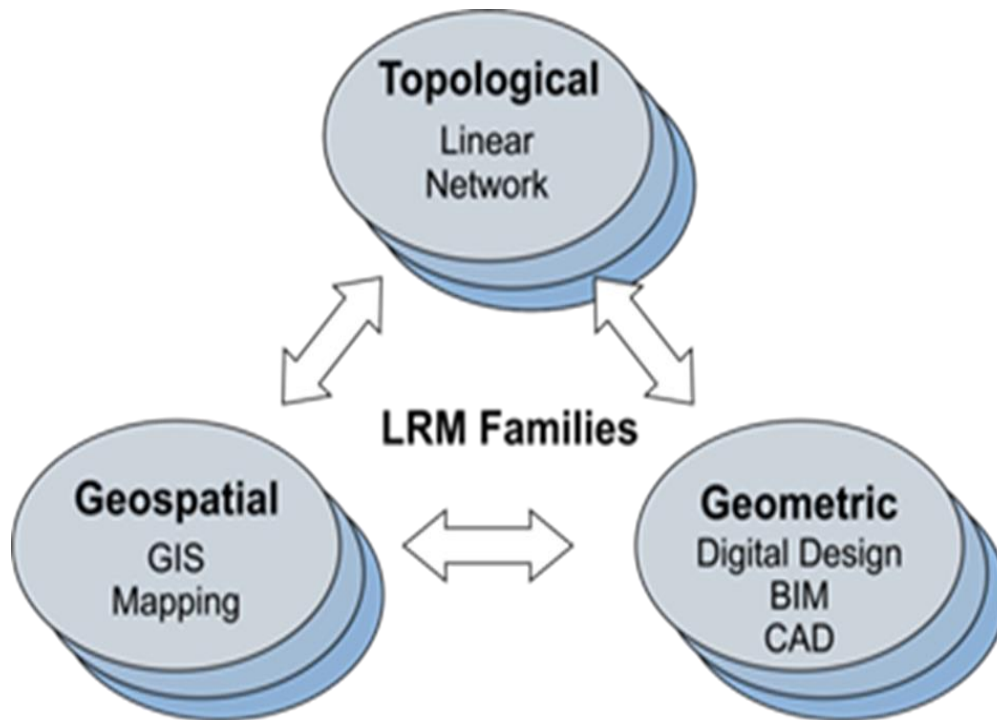 Topological
Linear
Network
LRM Families
Geospatial
GIS
Mapping
Geometric
Digital Design
BIM
CAD